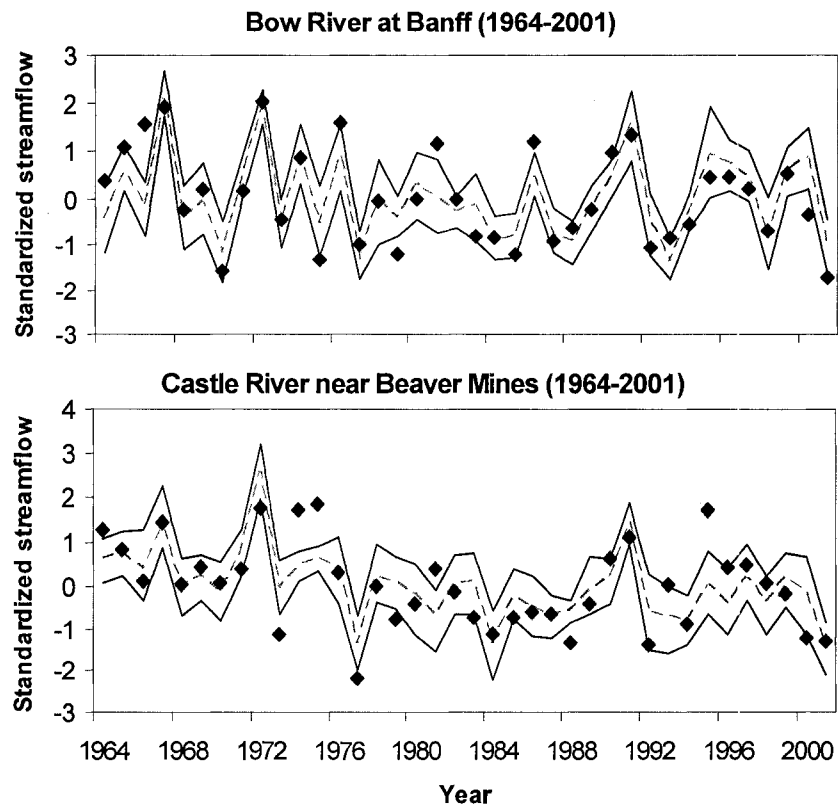 Bow River at Banff (1964-2001)
Standardized streamflow
3
2
1
0
-1
-2
-3
Castle River near Beaver Mines (1964-2001)
Standardized streamflow
4
3
2
1
0
-1
-2
-3
1964 1968 1972 1976 1980 1984 1988 1992 1996 2000
Year